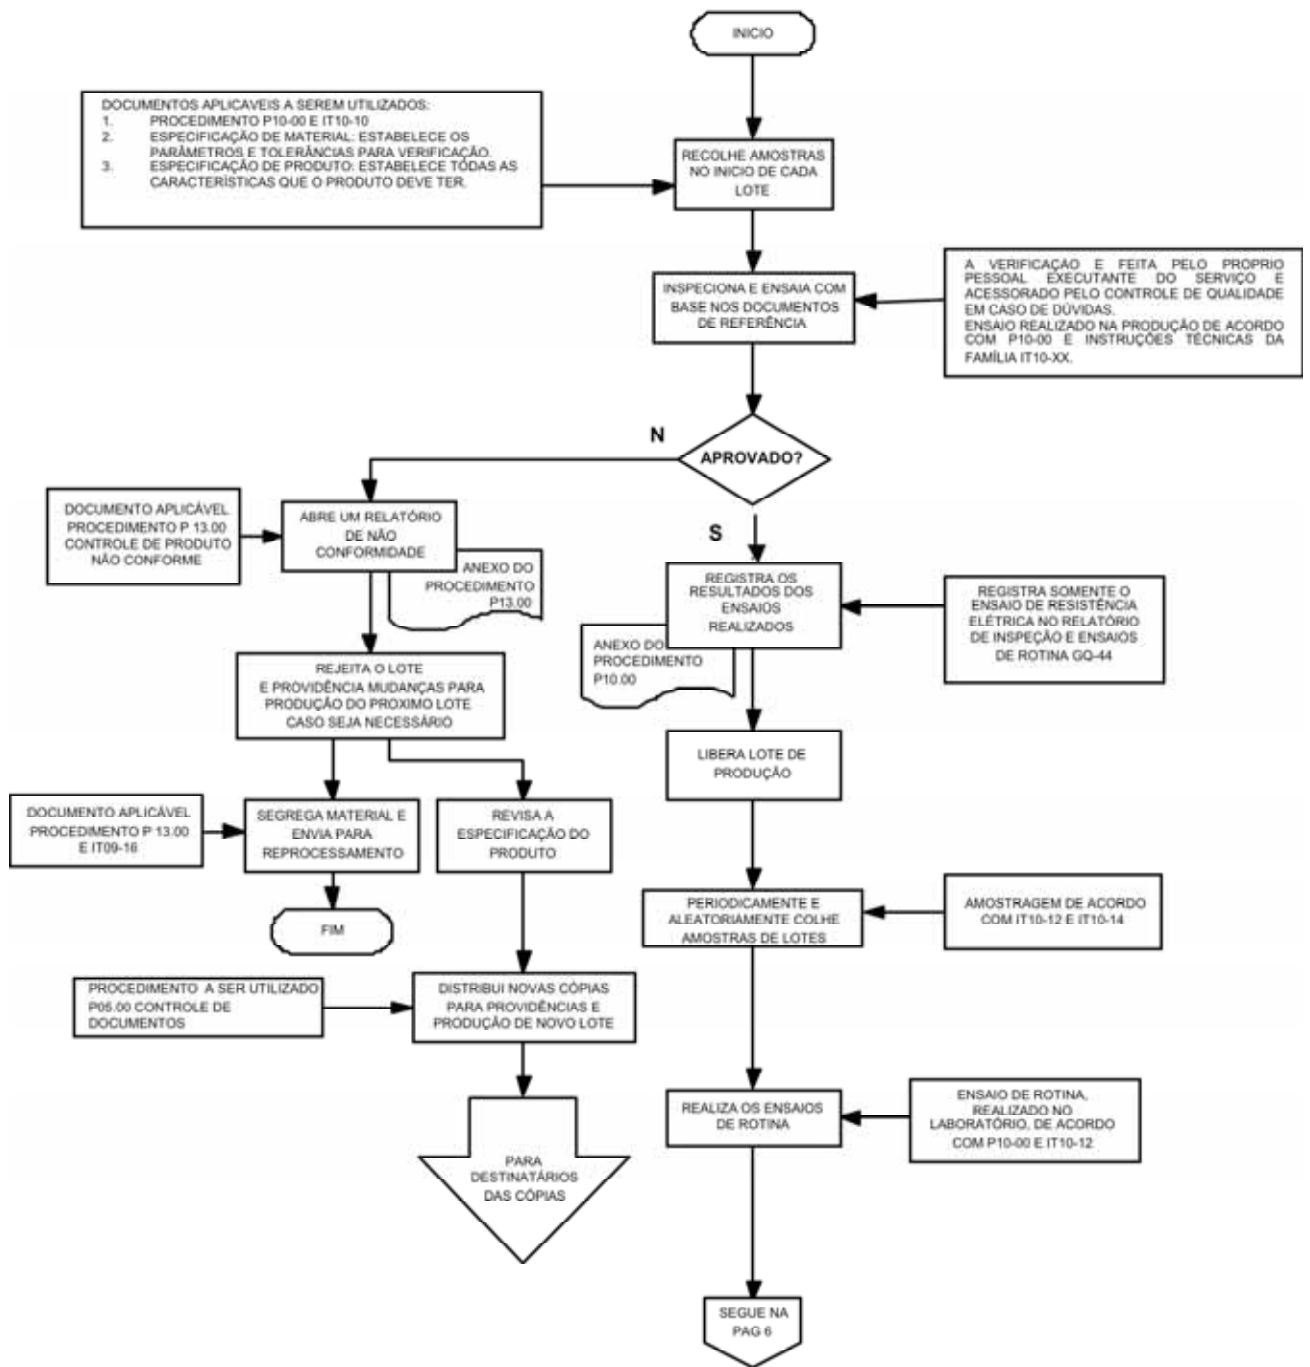 INICIO
DOCUMENTOS APLICAVEIS A SEREM UTILIZADOS:
1. PROCEDIMENTO P10-00 E IT10-10
2. ESPECIFICAÇÃO DE MATERIAL: ESTABELECE OS
PARÂMETROS E TOLERÂNCIAS PARA VERIFICAÇÃO.
3. ESPECIFICAÇÃO DE PRODUTO: ESTABELECE TODAS AS
CARACTERÍSTICAS QUE O PRODUTO DEVE TER.
RECOLHE AMOSTRAS
NO INICIO DE CADA
LOTE
INSPECIONA E ENSAIA COM
BASE NOS DOCUMENTOS
DE REFERÊNCIA
A VERIFICAÇÃO E FEITA PELO PROPRIO
PESSOAL EXECUTANTE DO SERVIÇO E
ACESSORADO PELO CONTROLE DE QUALIDADE
EM CASO DE DÚVIDAS.
ENSAIO REALIZADO NA PRODUÇÃO DE ACORDO
COM P10-00 E INSTRUÇÕES TÉCNICAS DA
FAMÍLIA IT10-XX.
APROVADO?
N
S
DOCUMENTO APLICÁVEL
PROCEDIMENTO P 13.00
CONTROLE DE PRODUTO
NÃO CONFORME
ABRE UM RELATÓRIO
DE NÃO
CONFORMIDADE
ANEXO DO
PROCEDIMENTO
P13.00
REGISTRA OS
RESULTADOS DOS
ENSAIOS
REALIZADOS
ANEXO DO
PROCEDIMENTO
P10.00
REGISTRA SOMENTE O
ENSAIO DE RESISTÊNCIA
ELÉTRICA NO RELATÓRIO
DE INSPEÇÃO E ENSAIOS
DE ROTINA GQ-44
REJEITA O LOTE
E PROVIDÊNCIA MUDANÇAS PARA
PRODUÇÃO DO PROXIMO LOTE
CASO SEJA NECESSÁRIO
LIBERA LOTE DE
PRODUÇÃO
DOCUMENTO APLICÁVEL
PROCEDIMENTO P 13.00
E IT09-16
SEGREGA MATERIAL E
ENVIA PARA
REPROCESSAMENTO
REVISA A
ESPECIFICAÇÃO DO
PRODUTO
FIM
PERIODICAMENTE E
ALEATORIAMENTE COLHE
AMOSTRAS DE LOTES
AMOSTRAGEM DE ACORDO
COM IT10-12 E IT10-14
PROCEDIMENTO A SER UTILIZADO
P05.00 CONTROLE DE
DOCUMENTOS
DISTRIBUI NOVAS CÓPIAS
PARA PROVIDÊNCIAS E
PRODUÇÃO DE NOVO LOTE
REALIZA OS ENSAIOS
DE ROTINA
ENSAIO DE ROTINA,
REALIZADO NO
LABORATÓRIO, DE ACORDO
COM P10-00 E IT10-12
PARA
DESTINATÁRIOS
DAS CÓPIAS
SEGUE NA
PAG 6